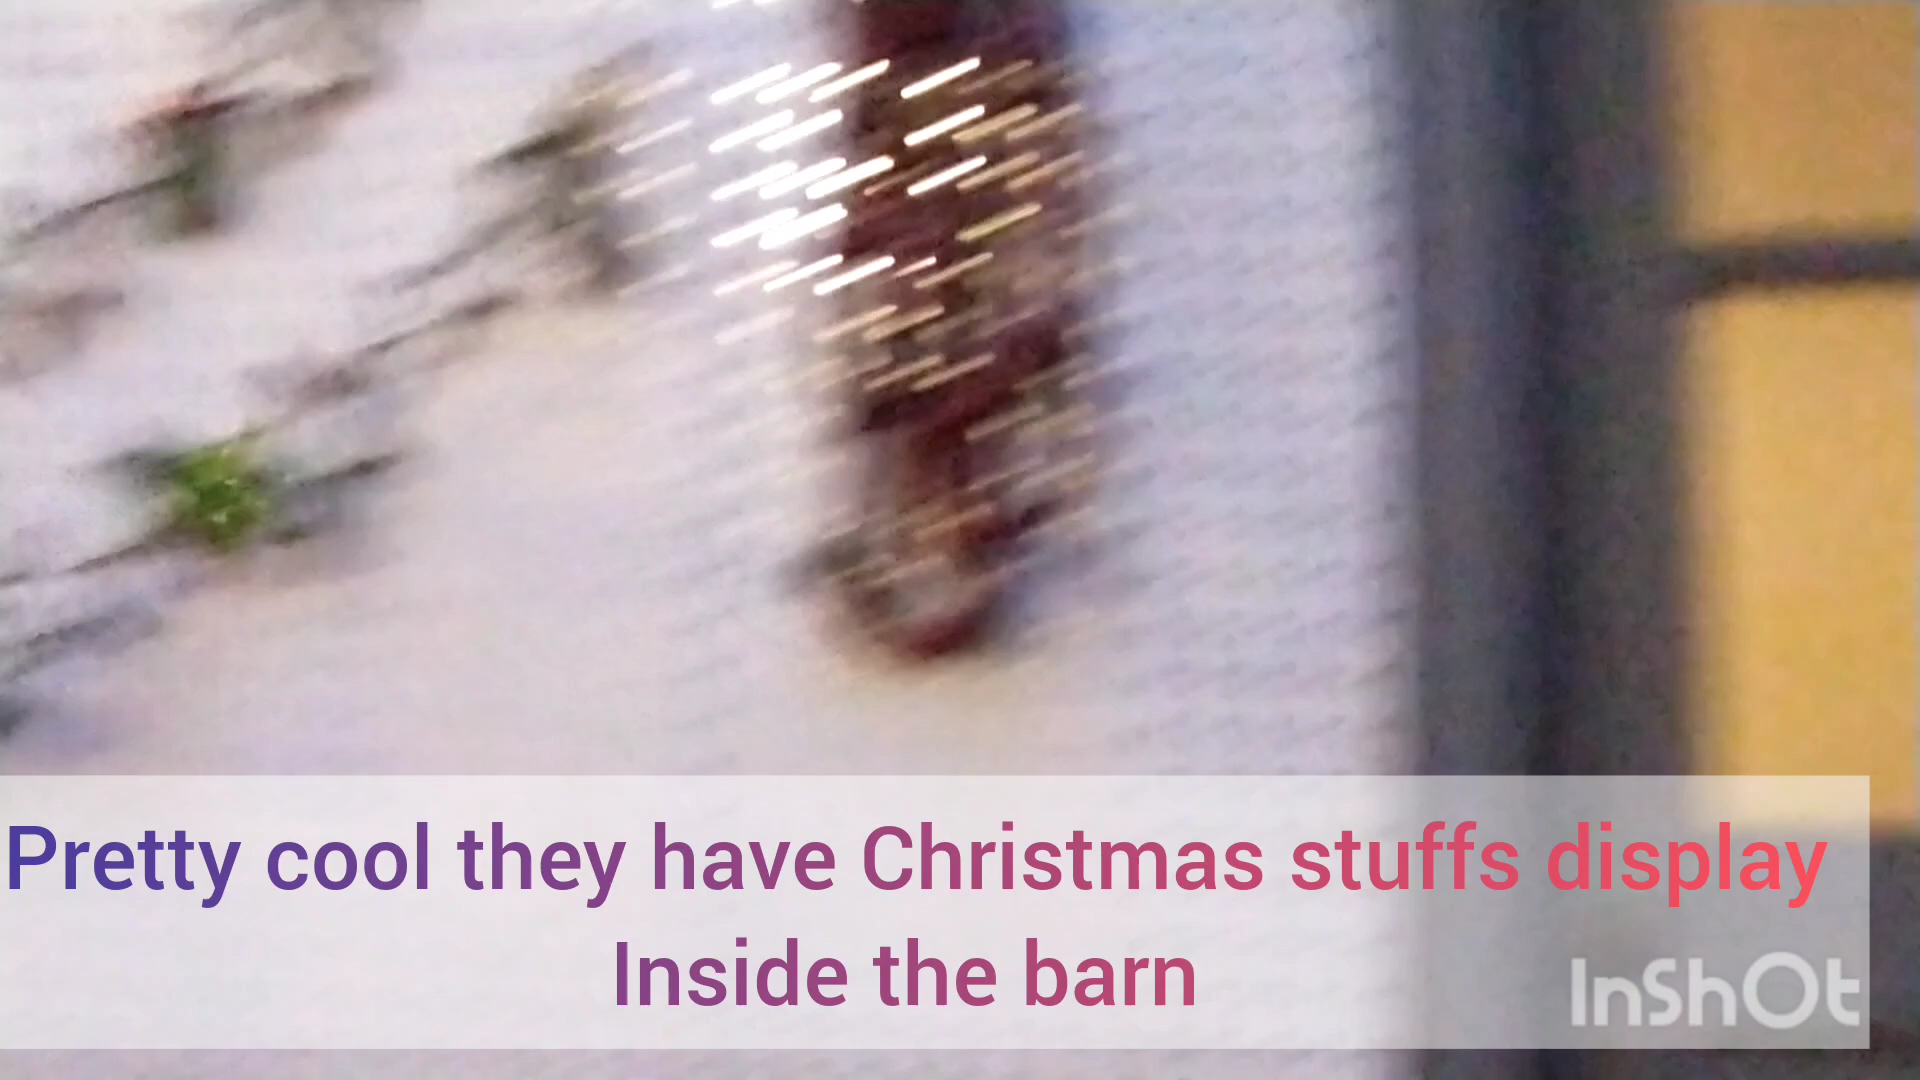 Pretty cool they have Christmas stuffs display
Inside the barn
InShOt